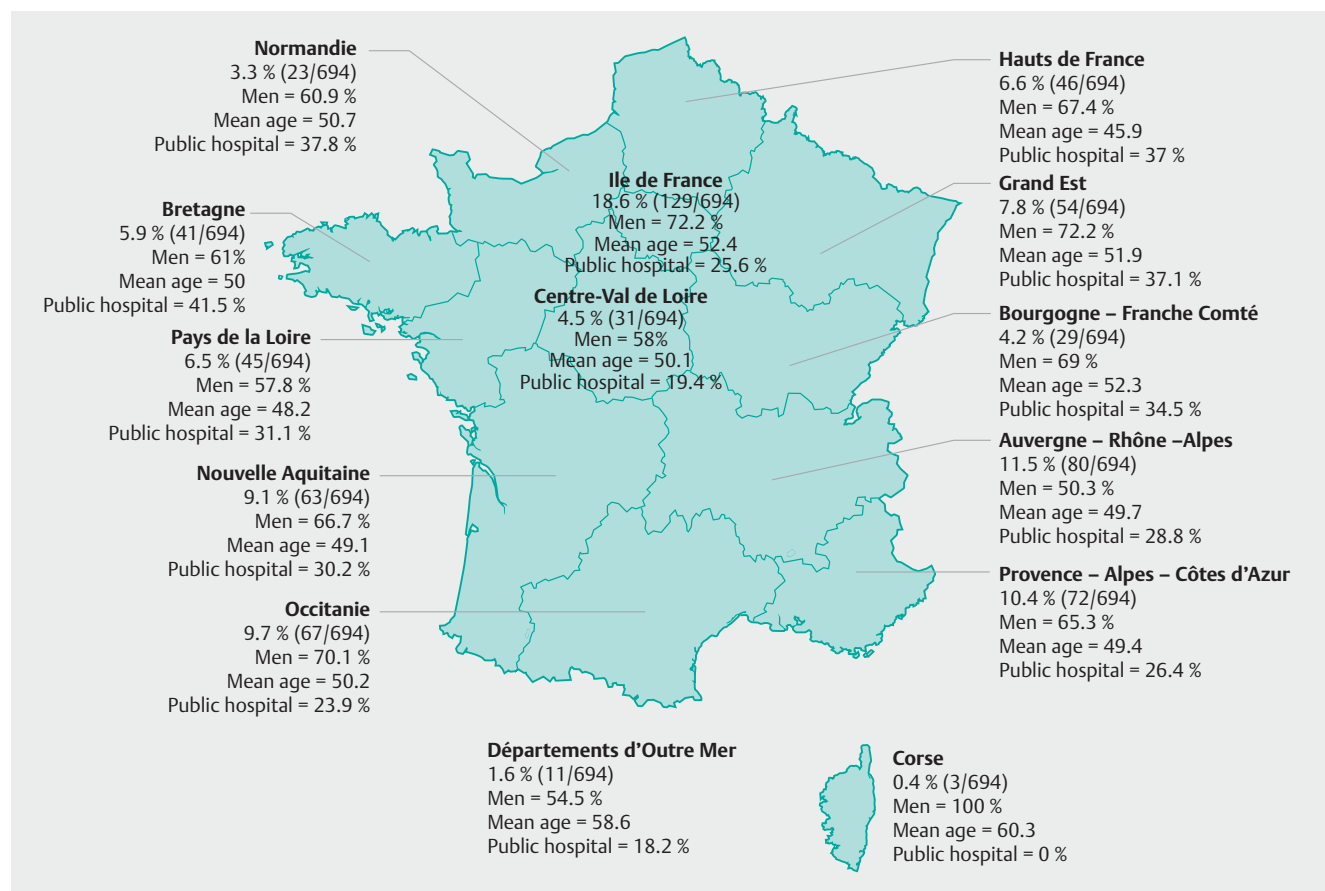 Normandie
3.3 % (23/694)
Men = 60.9 %
Mean age = 50.7
Public hospital = 37.8 %
Bretagne
5.9 % (41/694)
Men = 61%
Mean age = 50
Public hospital = 41.5 %
Pays de la Loire
6.5 % (45/694)
Men = 57.8 %
Mean age = 48.2
Public hospital = 31.1 %
Nouvelle Aquitaine
9.1 % (63/694)
Men = 66.7 %
Mean age = 49.1
Public hospital = 30.2 %
Occitanie
9.7 % (67/694)
Men = 70.1 %
Mean age = 50.2
Public hospital = 23.9 %
Ile de France
18.6 % (129/694)
Men = 72.2 %
Mean age = 52.4
Public hospital = 25.6 %
Centre-Val de Loire
4.5 % (31/694)
Men = 58%
Mean age = 50.1
Public hospital = 19.4 %
Hauts de France
6.6 % (46/694)
Men = 67.4 %
Mean age = 45.9
Public hospital = 37 %
Grand Est
7.8 % (54/694)
Men = 72.2 %
Mean age = 51.9
Public hospital = 37.1 %
Bourgogne – Franche Comté
4.2 % (29/694)
Men = 69 %
Mean age = 52.3
Public hospital = 34.5 %
Auvergne – Rhône –Alpes
11.5 % (80/694)
Men = 50.3 %
Mean age = 49.7
Public hospital = 28.8 %
Provence – Alpes – Côtes d’Azur
10.4 % (72/694)
Men = 65.3 %
Mean age = 49.4
Public hospital = 26.4 %
Départements d’Outre Mer
1.6 % (11/694)
Men = 54.5 %
Mean age = 58.6
Public hospital = 18.2 %
Corse
0.4 % (3/694)
Men = 100 %
Mean age = 60.3
Public hospital = 0 %